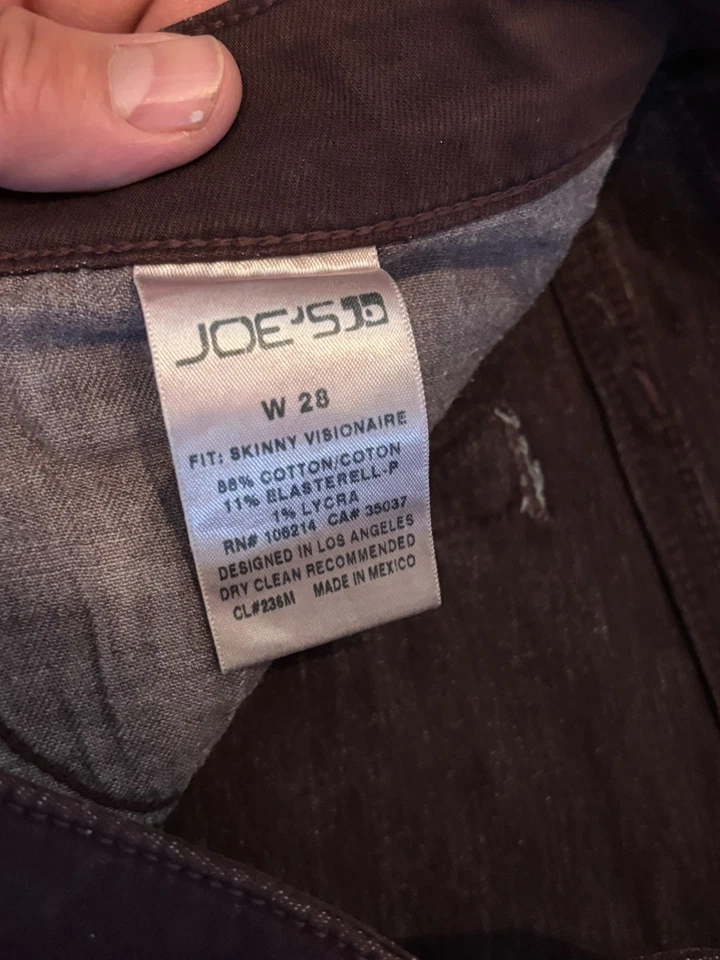 JOE'S JD
W 28
FIT: SKINNY VISIONAIRE
88% COTTON/COTON
11% ELASTERELL-P
1% LYCRA
RN# 106214 CA# 35037
DESIGNED IN LOS ANGELES
DRY CLEAN RECOMMENDED
CL#236M MADE IN MEXICO